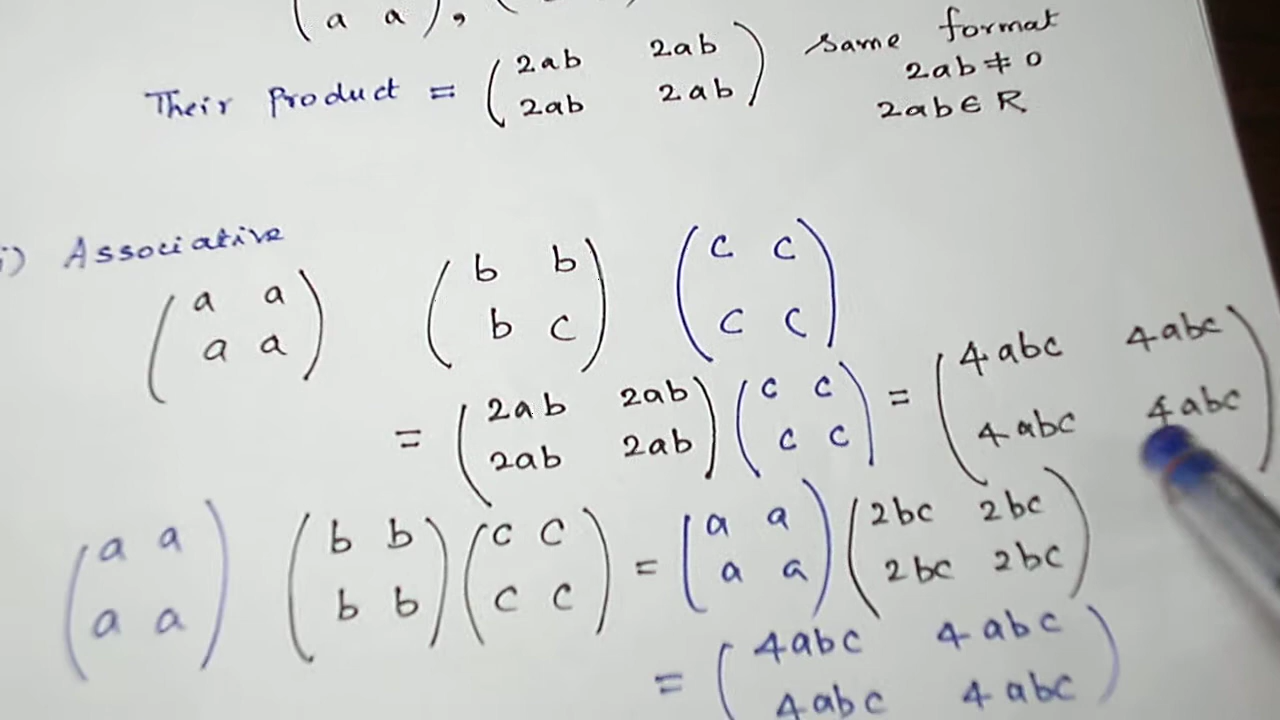 ( a a ), (
Their Product = ( 2ab 2ab same format
2ab 2ab ) 2ab ≠ 0
2ab ∈ R
i) Associative
( a a ( b b ( c c
a a ) b c ) c c )
= ( 2ab 2ab ( c c = ( 4abc 4abc
2ab 2ab ) c c ) 4abc 4abc )
( a a ( b b ( c c = ( a a ( 2bc 2bc
a a ) b b ) c c ) a a ) 2bc 2bc )
= ( 4abc 4abc
4abc 4abc )